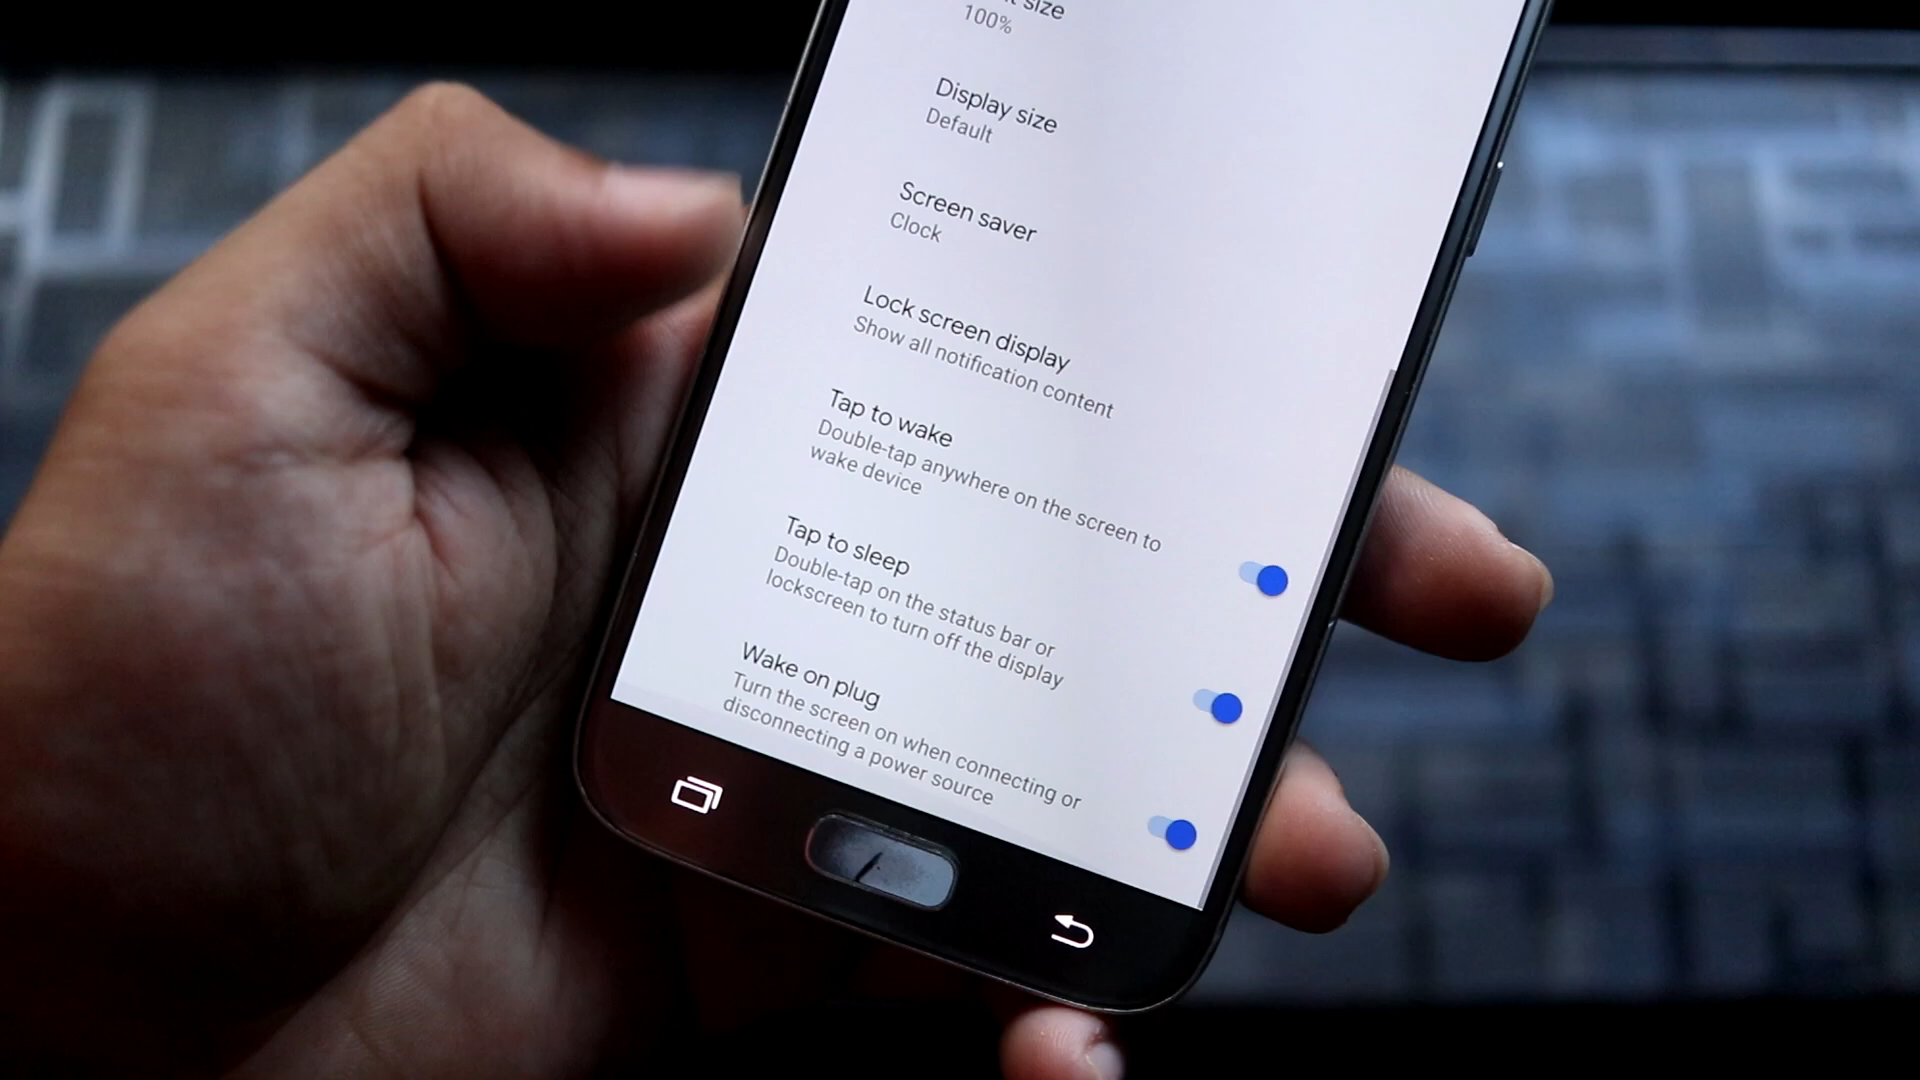 size
100%
Display size
Default
Screen saver
Clock
Lock screen display
Show all notification content
Tap to wake
Double-tap anywhere on the screen to
wake device
Tap to sleep
Double-tap on the status bar or
lockscreen to turn off the display
Wake on plug
Turn the screen on when connecting or
disconnecting a power source